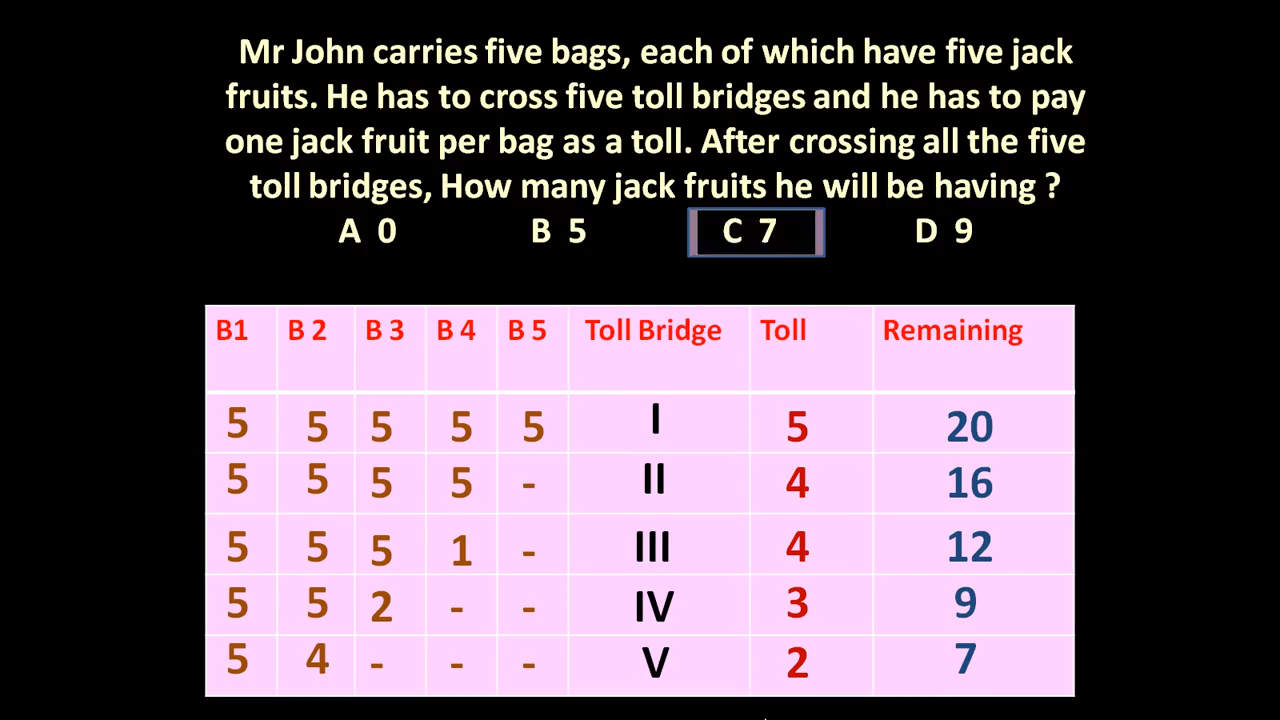 Mr John carries five bags, each of which have five jack
fruits. He has to cross five toll bridges and he has to pay
one jack fruit per bag as a toll. After crossing all the five
toll bridges, How many jack fruits he will be having ?
A 0 B 5 C 7 D 9
B1 B 2 B 3 B 4 B 5 Toll Bridge Toll Remaining
5 5 5 5 5 I 5 20
5 5 5 5 - II 4 16
5 5 5 1 - III 4 12
5 5 2 - - IV 3 9
5 4 - - - V 2 7